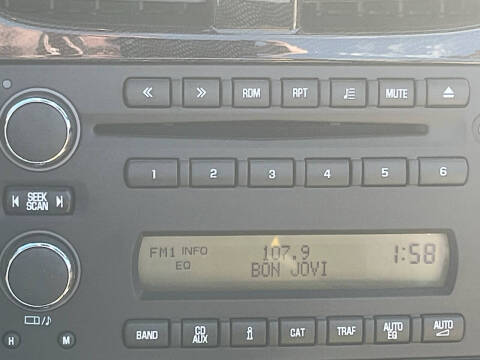 RDM RPT MUTE
1 2 3 4 5 6
SEEK
SCAN
FM1 INFO 107.9 1:58
EQ BON JOVI
BAND CD AUX i CAT TRAF AUTO EQ AUTO
H M